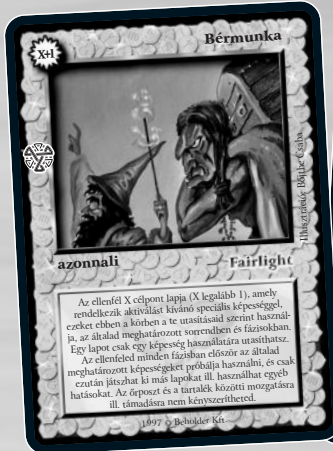 Bérmunka
X+1
Illusztráció: Böjthe Csaba
azonnali
Fairlight
Az ellenfél X célpont lapja (X legalább 1), amely
rendelkezik aktiválást kívánó speciális képességgel,
ezeket ebben a körben a te utasításaid szerint használ-
ja, az általad meghatározott sorrendben és fázisokban.
Egy lapot csak egy képesség használatára utasíthatsz.
Az ellenfeled minden fázisban először az általad
meghatározott képességeket próbálja használni, és csak
ezután játszhat ki más lapokat ill. használhat egyéb
hatásokat. Az őrposzt és a tartalék közötti mozgatásra
ill. támadásra nem kényszerítheted.
1997 © Beholder Kft.